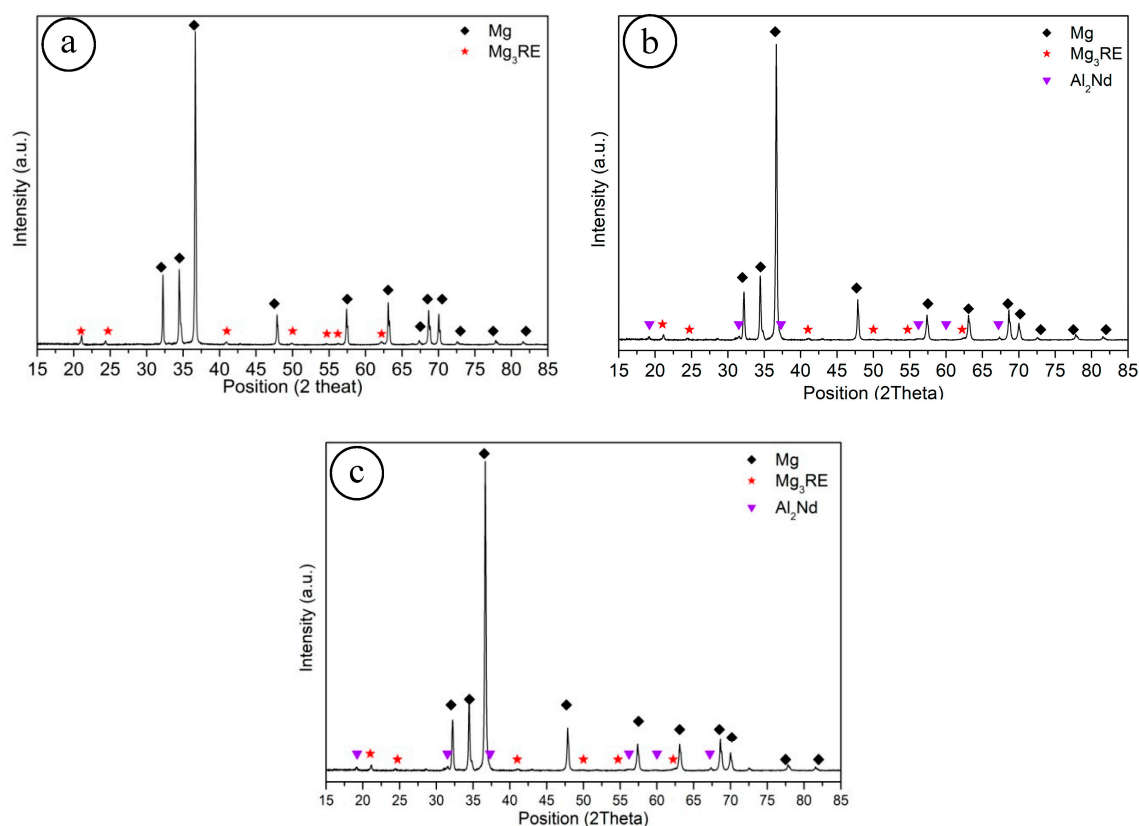 a
Mg
Mg3RE
Intensity (a.u.)
15 20 25 30 35 40 45 50 55 60 65 70 75 80 85
Position (2 theat)
b
Mg
Mg3RE
Al2Nd
Intensity (a.u.)
15 20 25 30 35 40 45 50 55 60 65 70 75 80 85
Position (2Theta)
c
Mg
Mg3RE
Al2Nd
Intensity (a.u.)
15 20 25 30 35 40 45 50 55 60 65 70 75 80 85
Position (2Theta)